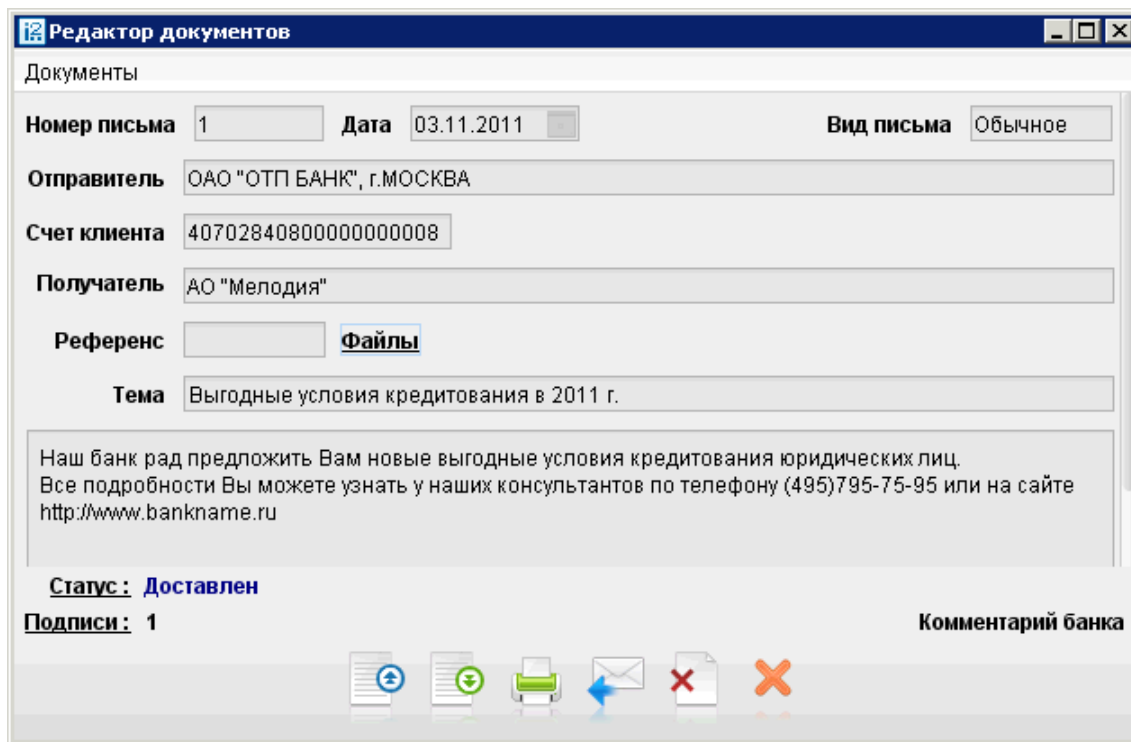 Редактор документов
Документы
Номер письма 1 Дата 03.11.2011 Вид письма Обычное
Отправитель ОАО "ОТП БАНК", г.МОСКВА
Счет клиента 40702840800000000008
Получатель АО "Мелодия"
Референс Файлы
Тема Выгодные условия кредитования в 2011 г.
Наш банк рад предложить Вам новые выгодные условия кредитования юридических лиц.
Все подробности Вы можете узнать у наших консультантов по телефону (495)795-75-95 или на сайте
http://www.bankname.ru
Статус : Доставлен
Подписи : 1 Комментарий банка